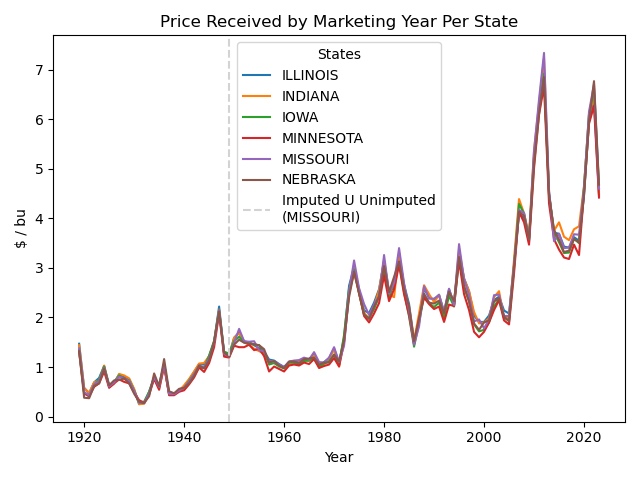 Price Received by Marketing Year Per State
States
ILLINOIS
INDIANA
IOWA
MINNESOTA
MISSOURI
NEBRASKA
Imputed U Unimputed
(MISSOURI)
$ / bu
7
6
5
4
3
2
1
0
1920
1940
1960
1980
2000
2020
Year